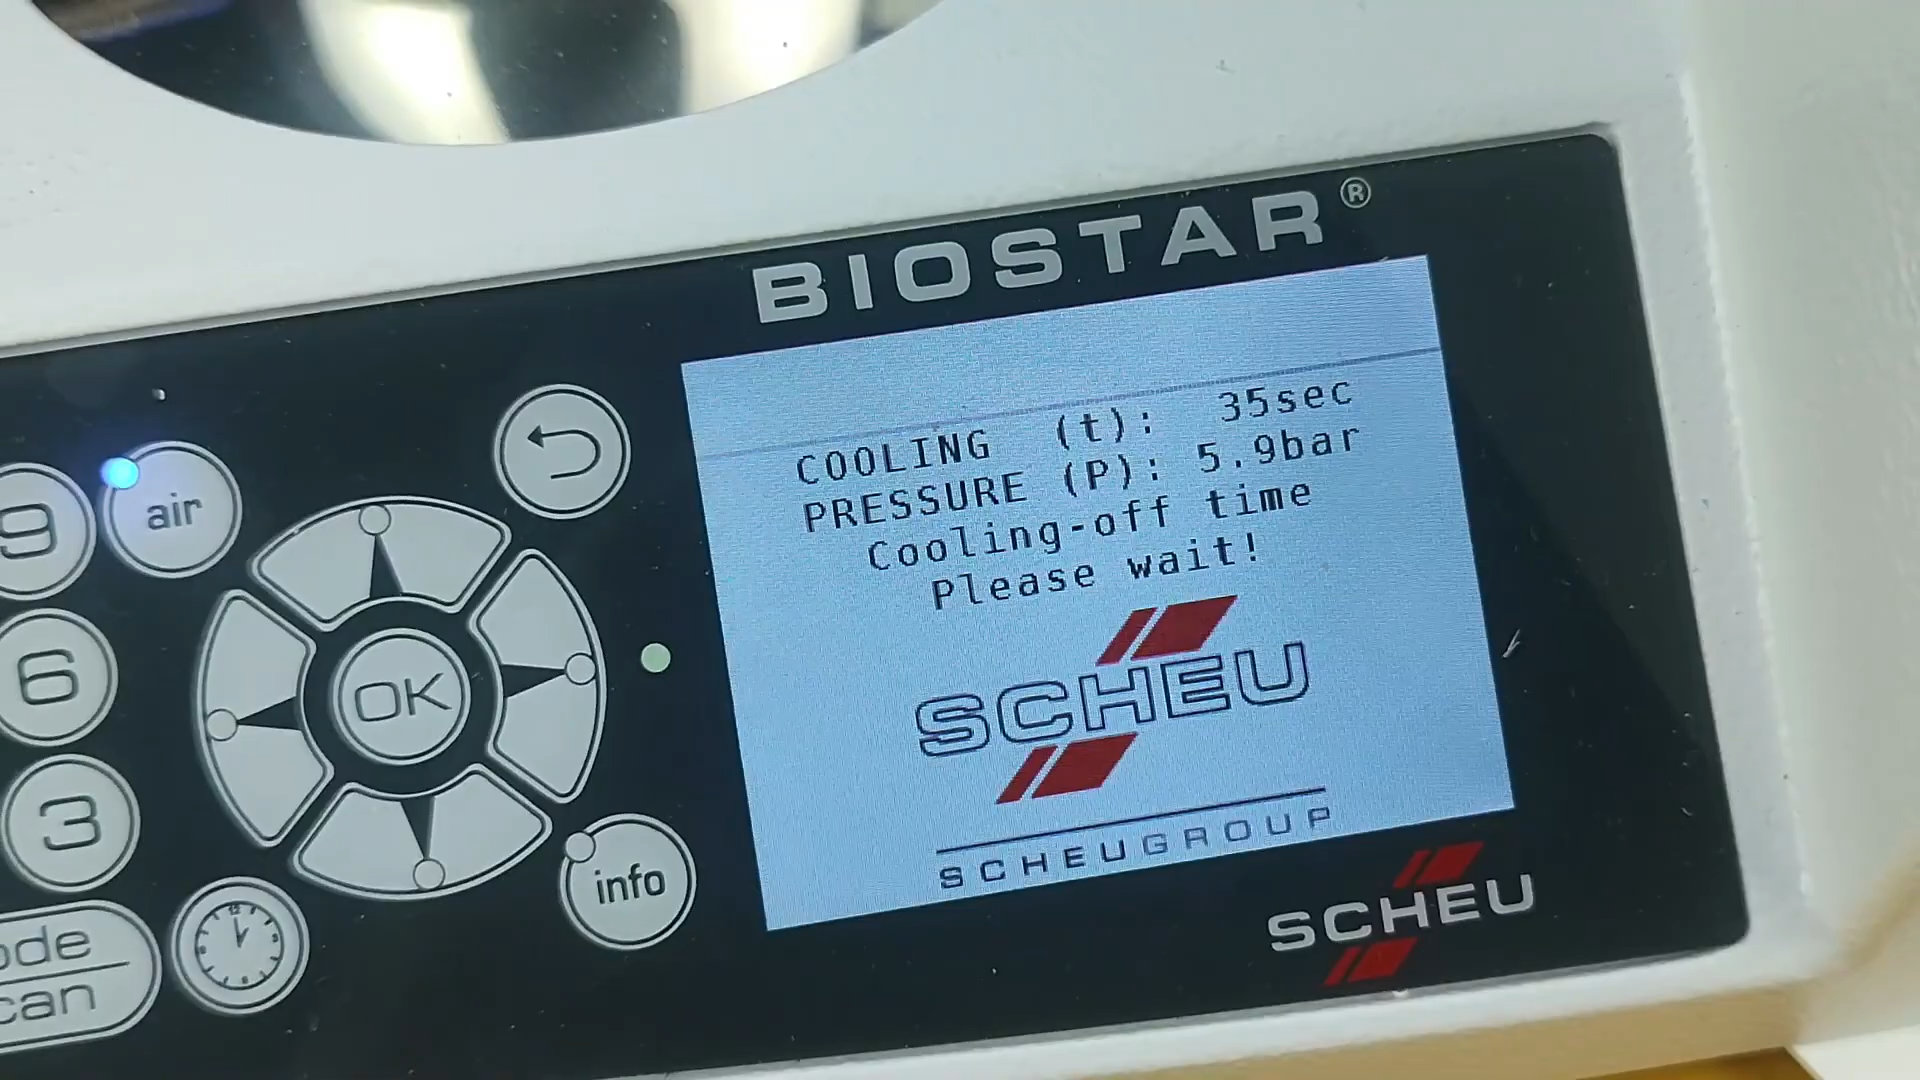 BIOSTAR®
COOLING (t): 35sec
PRESSURE (P): 5.9bar
Cooling-off time
Please wait!
SCHEU
SCHEUGROUP
SCHEU
9
air
6
OK
3
info
ode
can
12